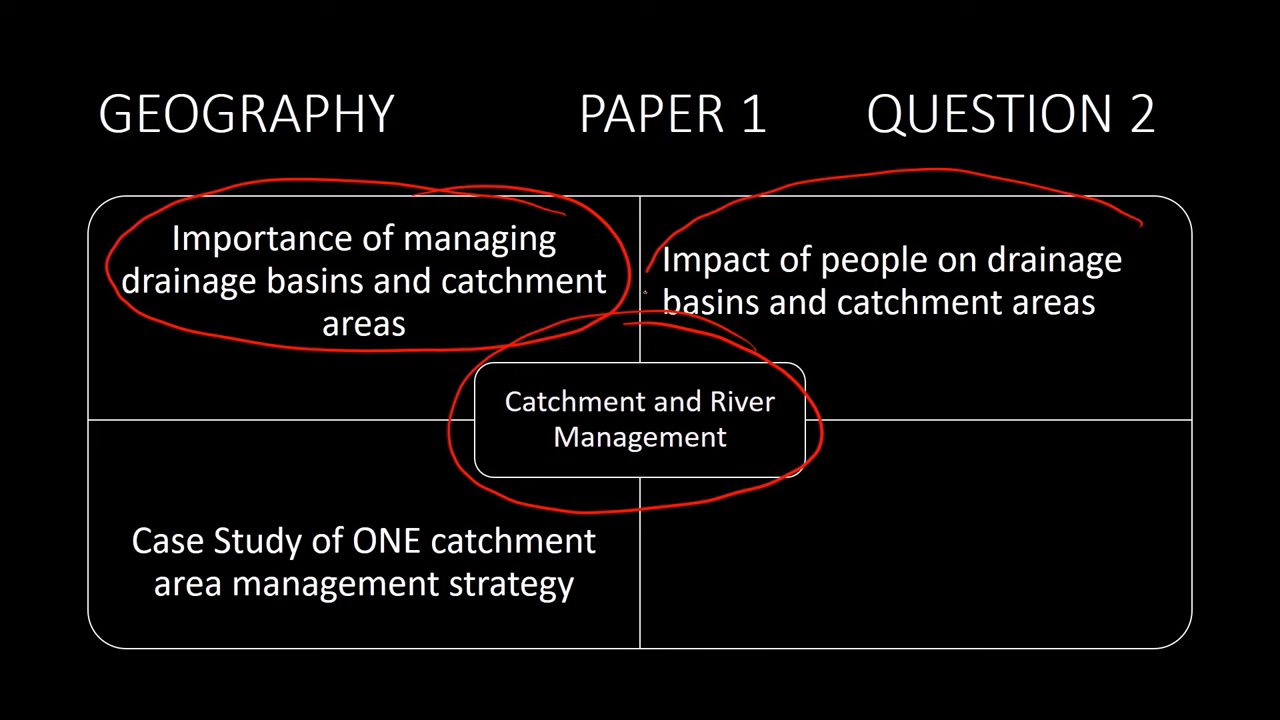 GEOGRAPHY PAPER 1 QUESTION 2
Importance of managing
drainage basins and catchment
areas
Impact of people on drainage
basins and catchment areas
Catchment and River
Management
Case Study of ONE catchment
area management strategy